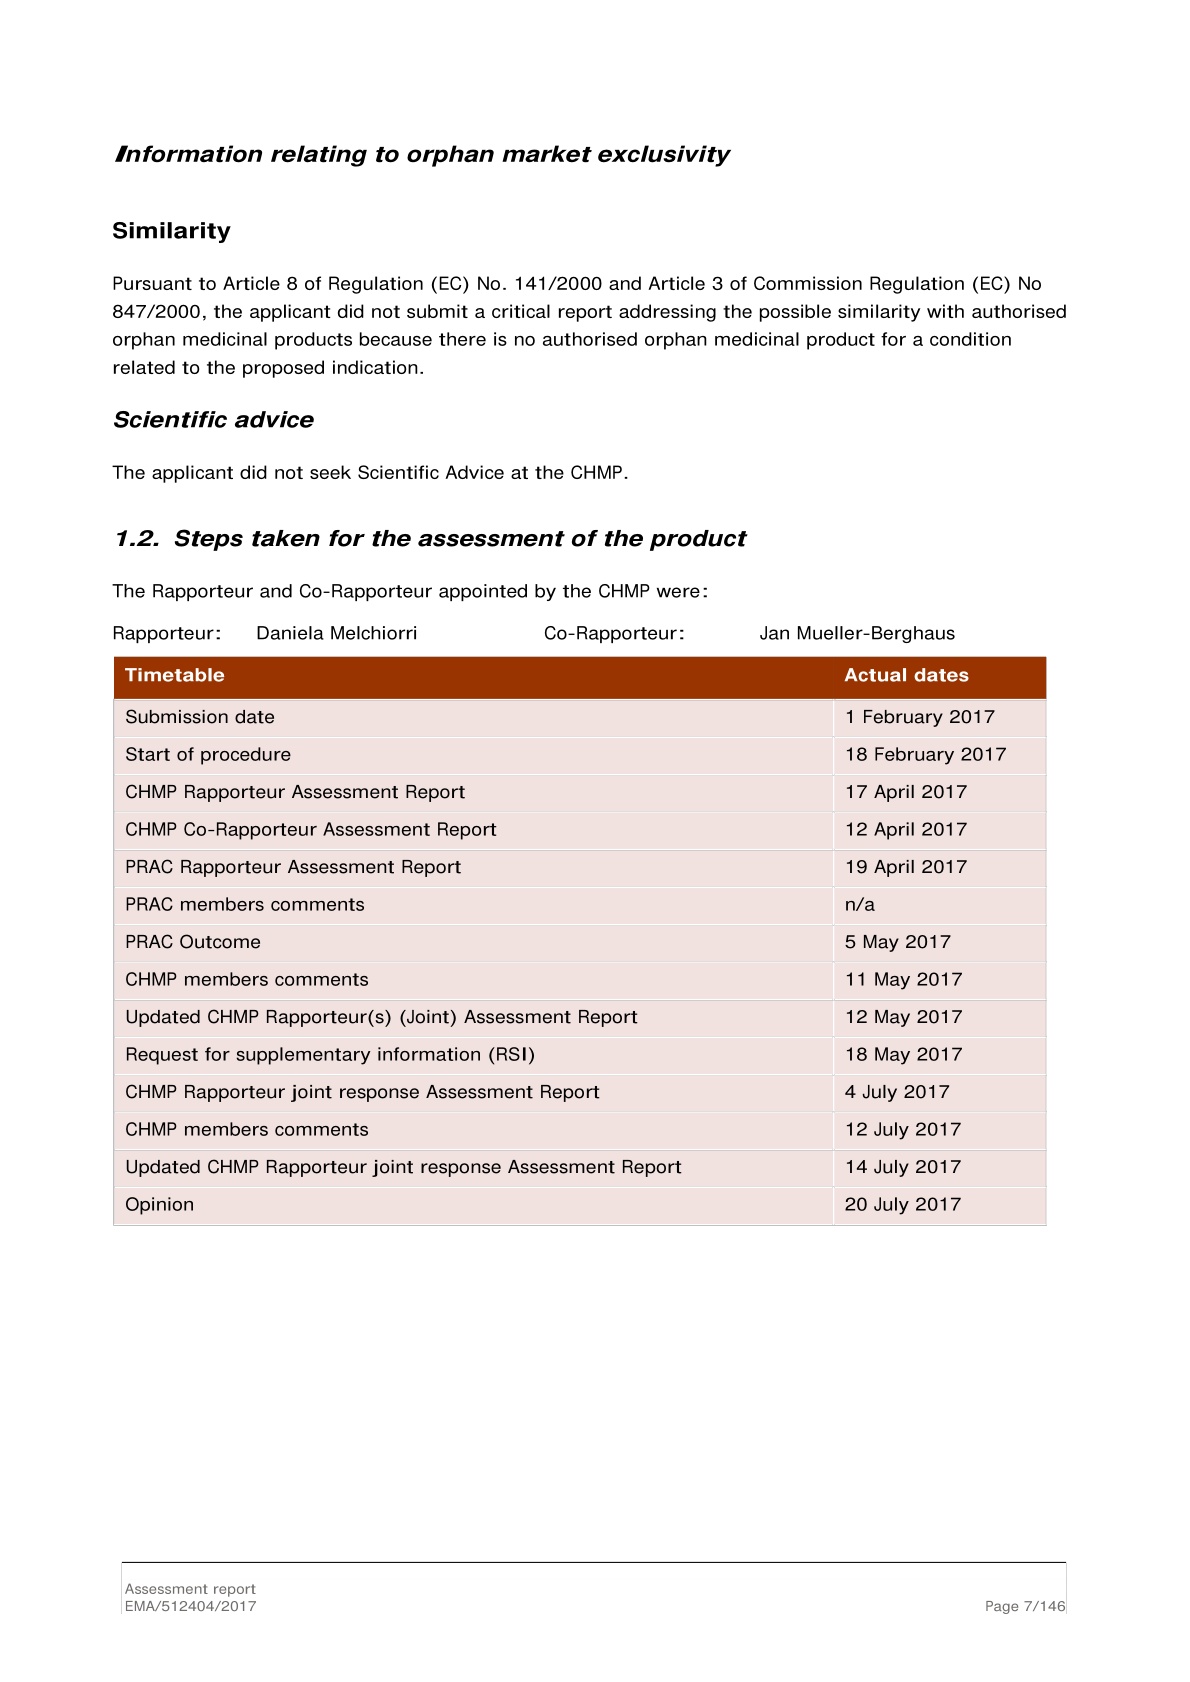 Information relating to orphan market exclusivity
Similarity
Pursuant to Article 8 of Regulation (EC) No. 141/2000 and Article 3 of Commission Regulation (EC) No
847/2000, the applicant did not submit a critical report addressing the possible similarity with authorised
orphan medicinal products because there is no authorised orphan medicinal product for a condition
related to the proposed indication.
Scientific advice
The applicant did not seek Scientific Advice at the CHMP.
1.2. Steps taken for the assessment of the product
The Rapporteur and Co-Rapporteur appointed by the CHMP were:
Rapporteur: Daniela Melchiorri Co-Rapporteur: Jan Mueller-Berghaus
Timetable Actual dates
Submission date 1 February 2017
Start of procedure 18 February 2017
CHMP Rapporteur Assessment Report 17 April 2017
CHMP Co-Rapporteur Assessment Report 12 April 2017
PRAC Rapporteur Assessment Report 19 April 2017
PRAC members comments n/a
PRAC Outcome 5 May 2017
CHMP members comments 11 May 2017
Updated CHMP Rapporteur(s) (Joint) Assessment Report 12 May 2017
Request for supplementary information (RSI) 18 May 2017
CHMP Rapporteur joint response Assessment Report 4 July 2017
CHMP members comments 12 July 2017
Updated CHMP Rapporteur joint response Assessment Report 14 July 2017
Opinion 20 July 2017
Assessment report
EMA/512404/2017 Page 7/146